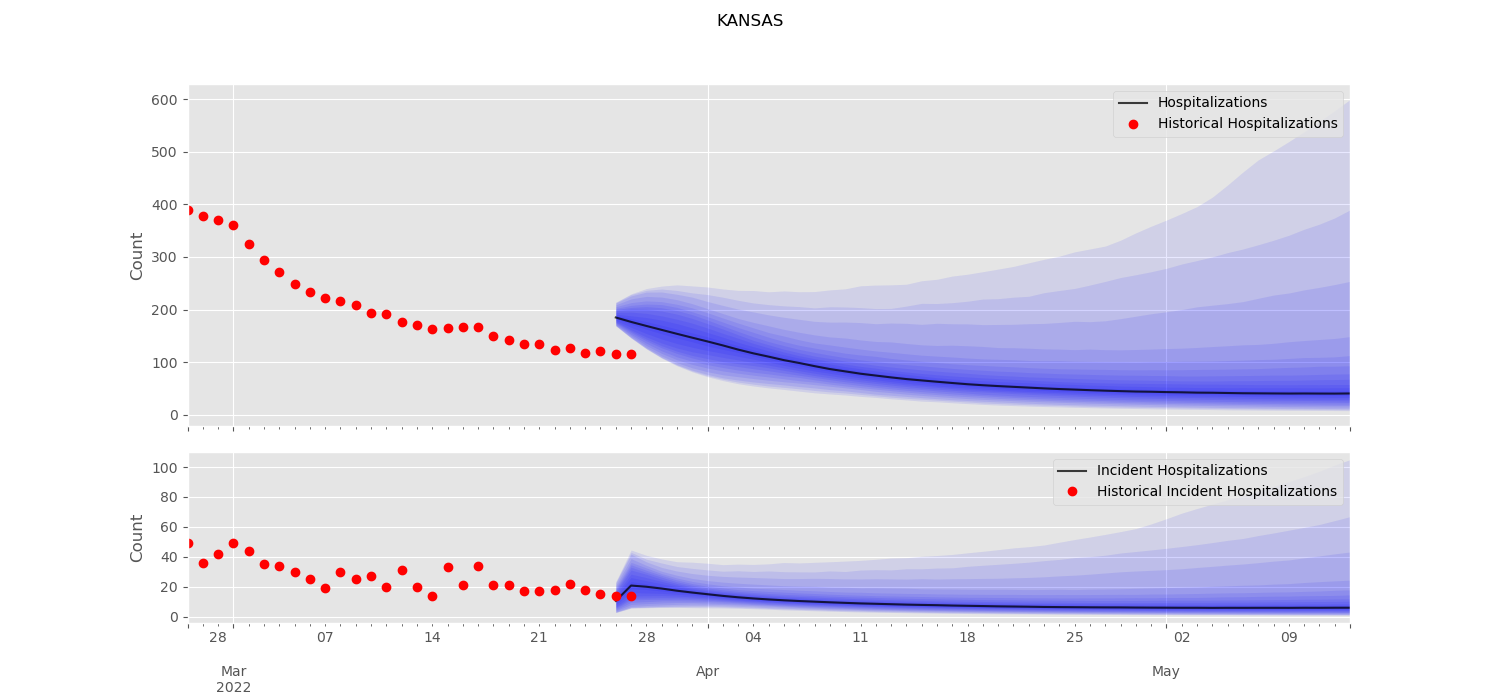 KANSAS
600
500
400
300
200
100
0
Count
Hospitalizations
Historical Hospitalizations
100
80
60
40
20
0
Count
Incident Hospitalizations
Historical Incident Hospitalizations
28 07 14 21 28 04 11 18 25 02 09
Mar Apr May
2022